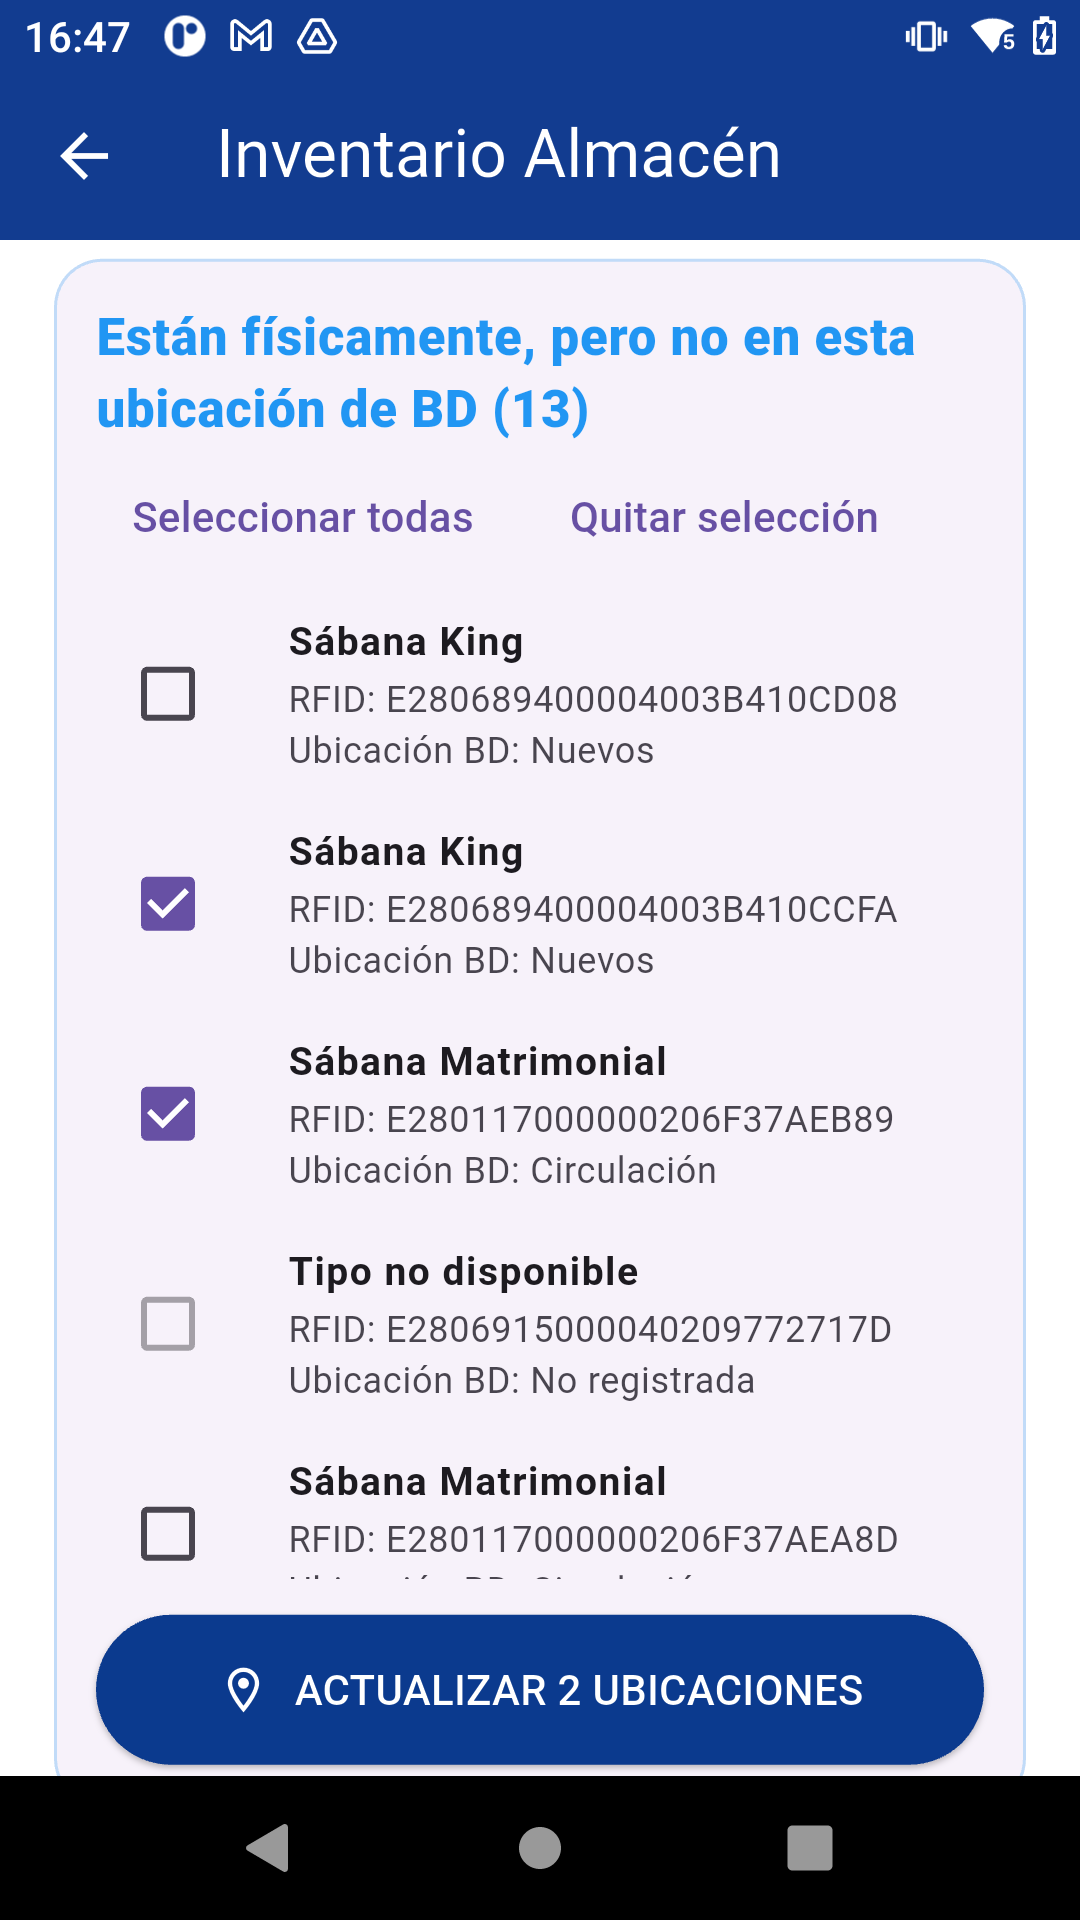 16:47
5
Inventario Almacén
Están físicamente, pero no en esta
ubicación de BD (13)
Seleccionar todas Quitar selección
Sábana King
RFID: E280689400004003B410CD08
Ubicación BD: Nuevos
Sábana King
RFID: E280689400004003B410CCFA
Ubicación BD: Nuevos
Sábana Matrimonial
RFID: E280117000000206F37AEB89
Ubicación BD: Circulación
Tipo no disponible
RFID: E2806915000040209772717D
Ubicación BD: No registrada
Sábana Matrimonial
RFID: E280117000000206F37AEA8D
ACTUALIZAR 2 UBICACIONES